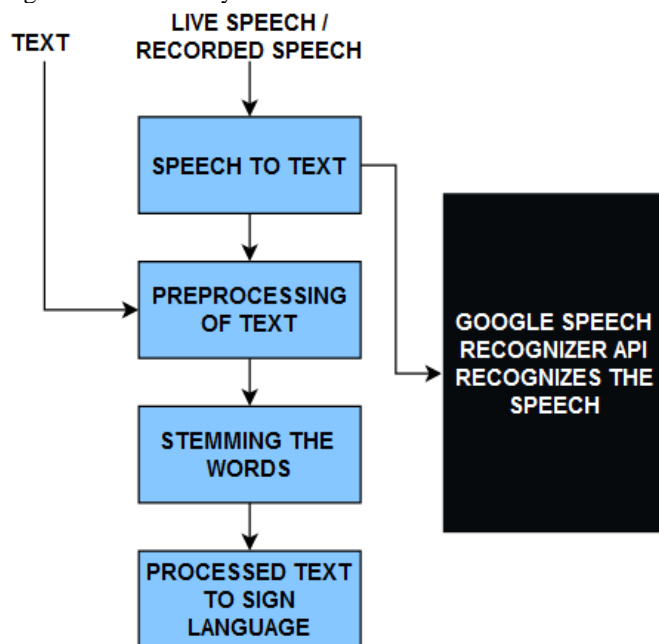 TEXT
LIVE SPEECH /
RECORDED SPEECH
SPEECH TO TEXT
PREPROCESSING
OF TEXT
GOOGLE SPEECH
RECOGNIZER API
RECOGNIZES THE
SPEECH
STEMMING THE
WORDS
PROCESSED TEXT
TO SIGN
LANGUAGE